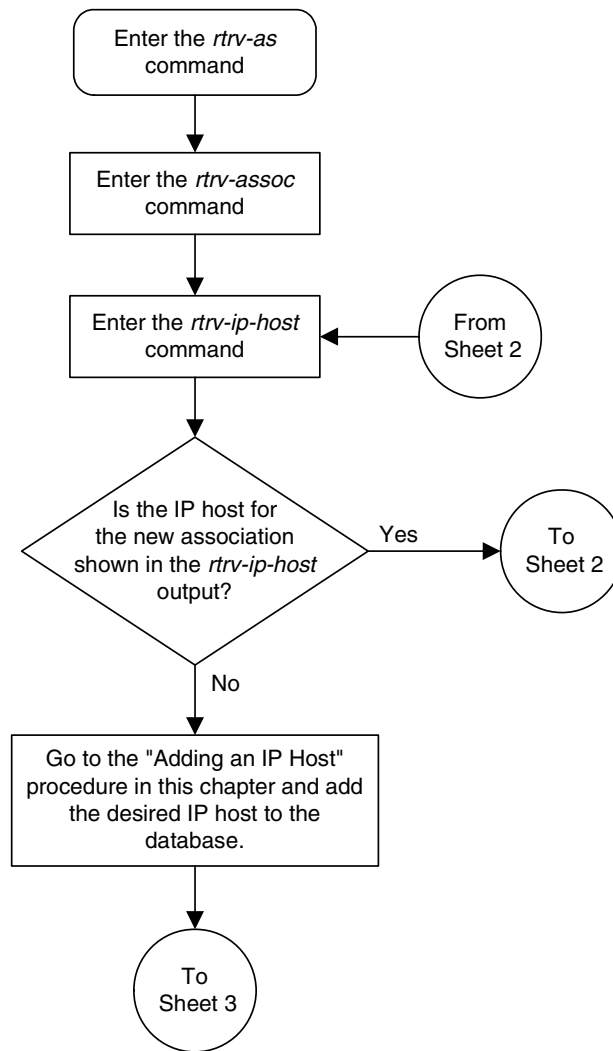 Enter the rtrv-as
command
Enter the rtrv-assoc
command
Enter the rtrv-ip-host
command
From
Sheet 2
Is the IP host for
the new association
shown in the rtrv-ip-host
output?
Yes
To
Sheet 2
No
Go to the "Adding an IP Host"
procedure in this chapter and add
the desired IP host to the
database.
To
Sheet 3